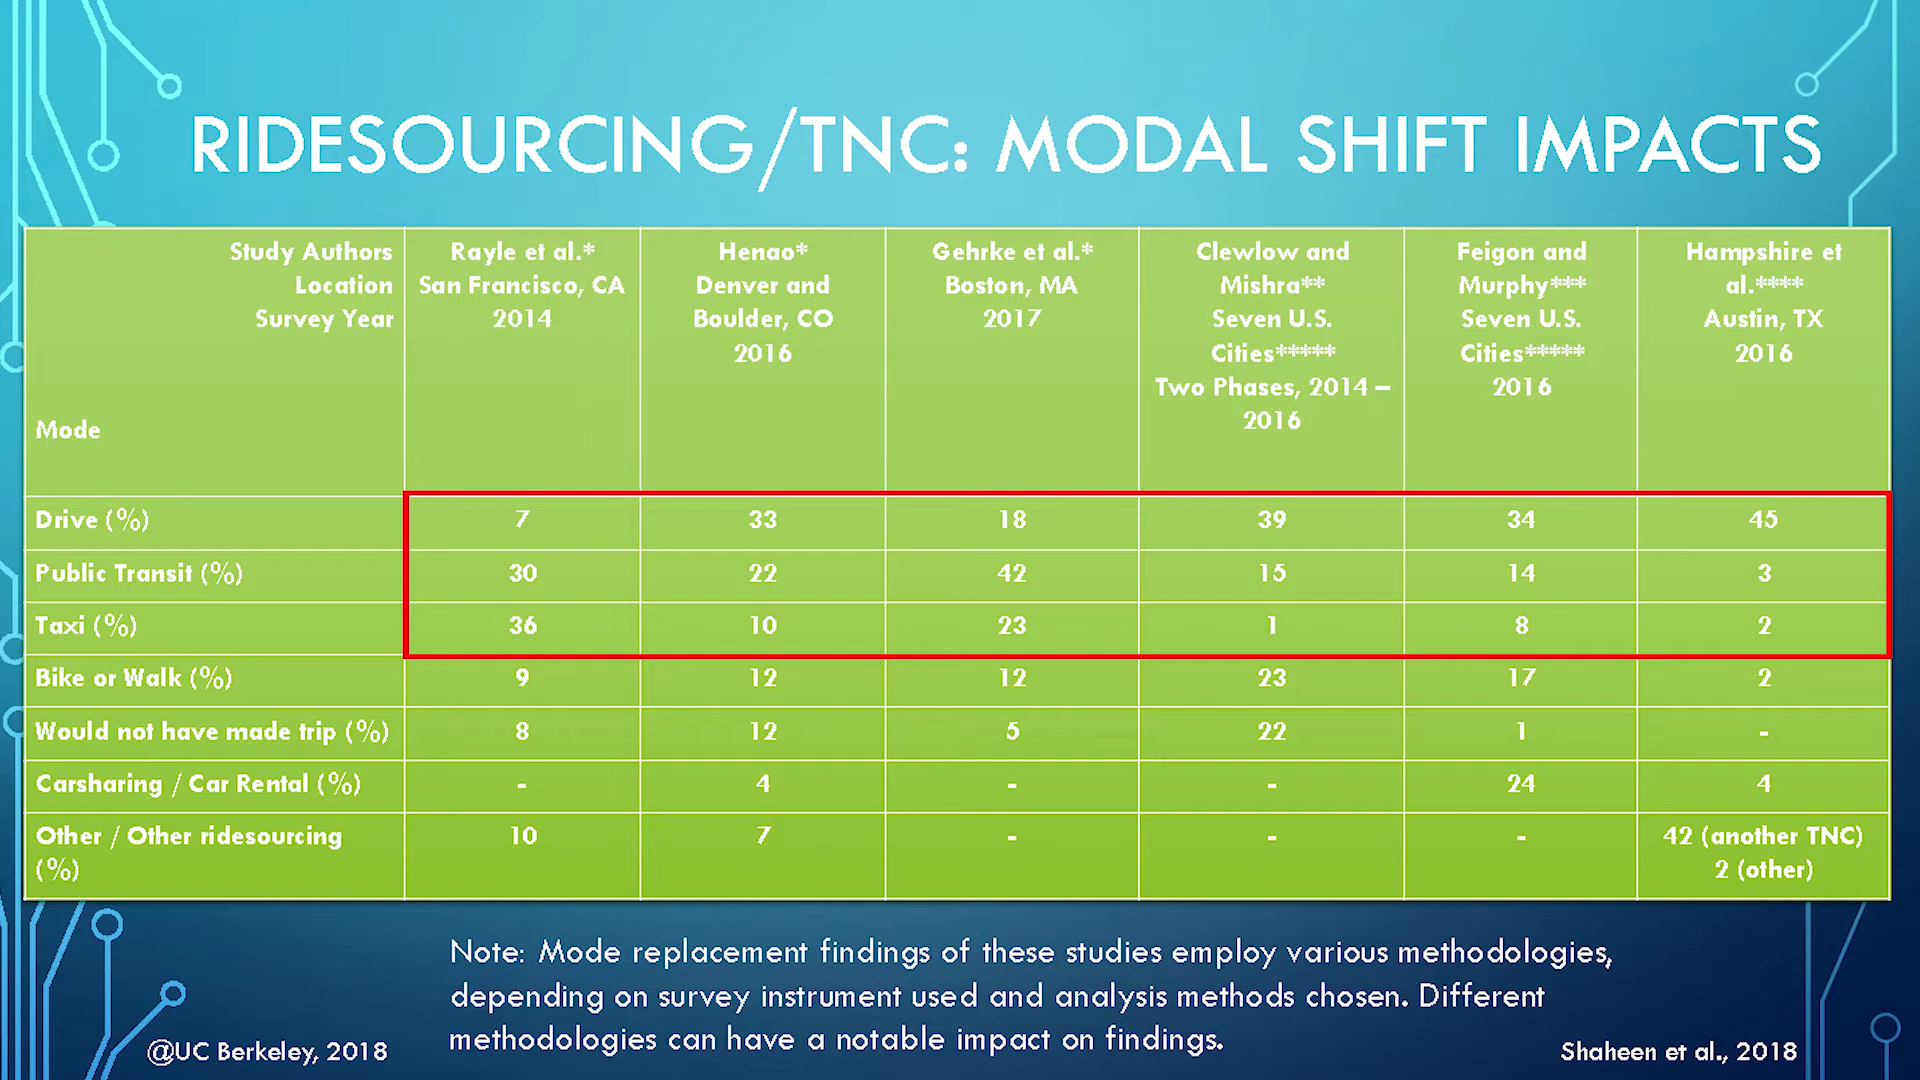 RIDESOURCING/TNC: MODAL SHIFT IMPACTS
Study Authors
Location
Survey Year
Mode
Rayle et al.*
San Francisco, CA
2014
Henao*
Denver and
Boulder, CO
2016
Gehrke et al.*
Boston, MA
2017
Clewlow and
Mishra**
Seven U.S.
Cities*****
Two Phases, 2014 –
2016
Feigon and
Murphy***
Seven U.S.
Cities*****
2016
Hampshire et
al.****
Austin, TX
2016
Drive (%) 7 33 18 39 34 45
Public Transit (%) 30 22 42 15 14 3
Taxi (%) 36 10 23 1 8 2
Bike or Walk (%) 9 12 12 23 17 2
Would not have made trip (%) 8 12 5 22 1 -
Carsharing / Car Rental (%) - 4 - - 24 4
Other / Other ridesourcing 10 7 - - - 42 (another TNC)
(%) 2 (other)
Note: Mode replacement findings of these studies employ various methodologies,
depending on survey instrument used and analysis methods chosen. Different
methodologies can have a notable impact on findings.
@UC Berkeley, 2018
Shaheen et al., 2018